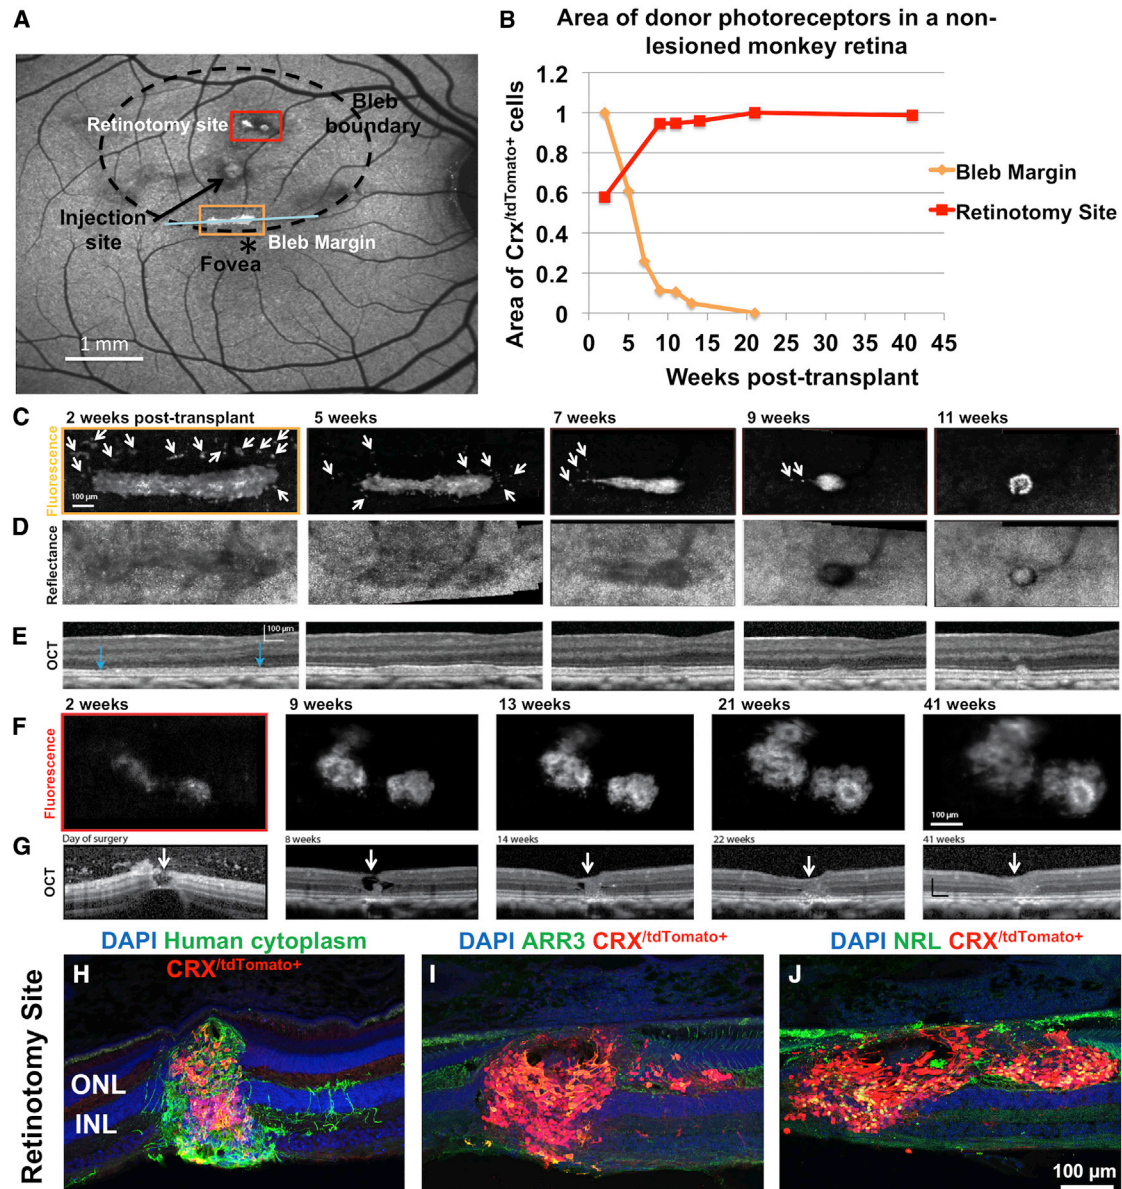 A
Retinotomy site
Bleb
boundary
Injection
site
Bleb Margin
*
Fovea
1 mm
B
Area of donor photoreceptors in a non-
lesioned monkey retina
Area of Crx/tdTomato+ cells
1.2
1
0.8
0.6
0.4
0.2
0
0 5 10 15 20 25 30 35 40 45
Weeks post-transplant
Bleb Margin
Retinotomy Site
C
2 weeks post-transplant
5 weeks
7 weeks
9 weeks
11 weeks
Fluorescence
100 µm
D
Reflectance
E
OCT
100 µm
F
2 weeks
9 weeks
13 weeks
21 weeks
41 weeks
Fluorescence
100 µm
G
Day of surgery
8 weeks
14 weeks
22 weeks
41 weeks
OCT
Retinotomy Site
DAPI Human cytoplasm
CRX/tdTomato+
H
ONL
INL
DAPI ARR3 CRX/tdTomato+
I
DAPI NRL CRX/tdTomato+
J
100 µm